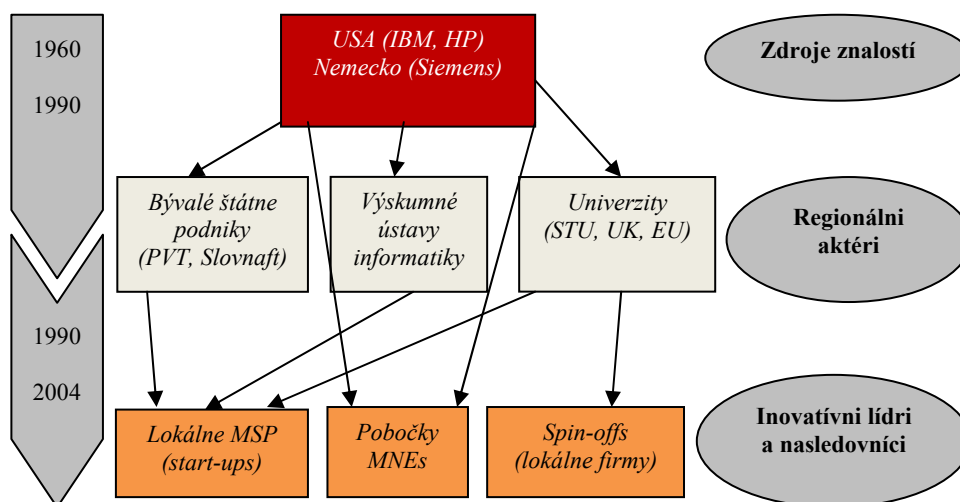 1960
1990
USA (IBM, HP)
Nemecko (Siemens)
Zdroje znalostí
Bývalé štátne
podniky
(PVT, Slovnaft)
Výskumné
ústavy
informatiky
Univerzity
(STU, UK, EU)
Regionálni
aktéri
1990
2004
Lokálne MSP
(start-ups)
Pobočky
MNEs
Spin-offs
(lokálne firmy)
Inovatívni lídri
a nasledovníci